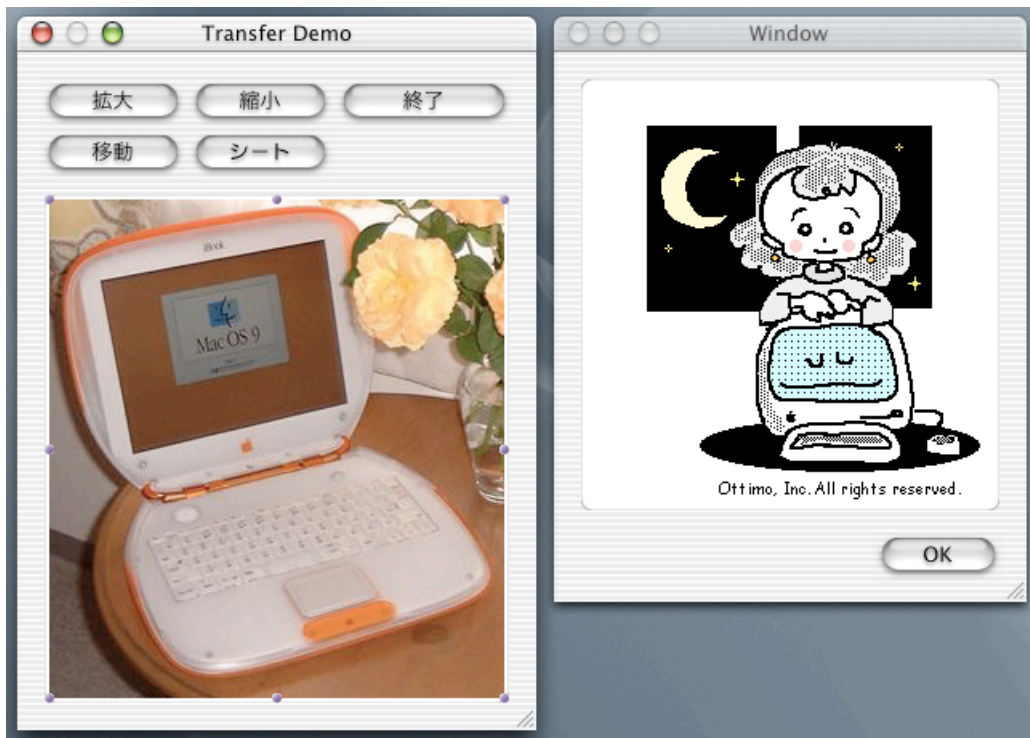 Transfer Demo
拡大
縮小
終了
移動
シート
iBook
Mac OS 9
Window
Ottimo, Inc. All rights reserved.
OK